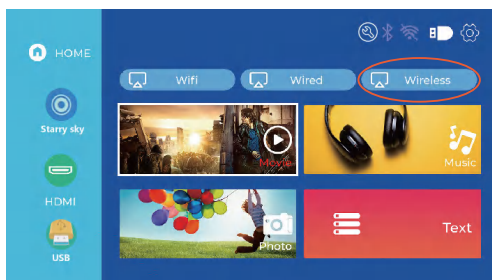 HOME
Wifi
Wired
Wireless
Starry sky
Movie
Music
HDMI
Photo
Text
USB